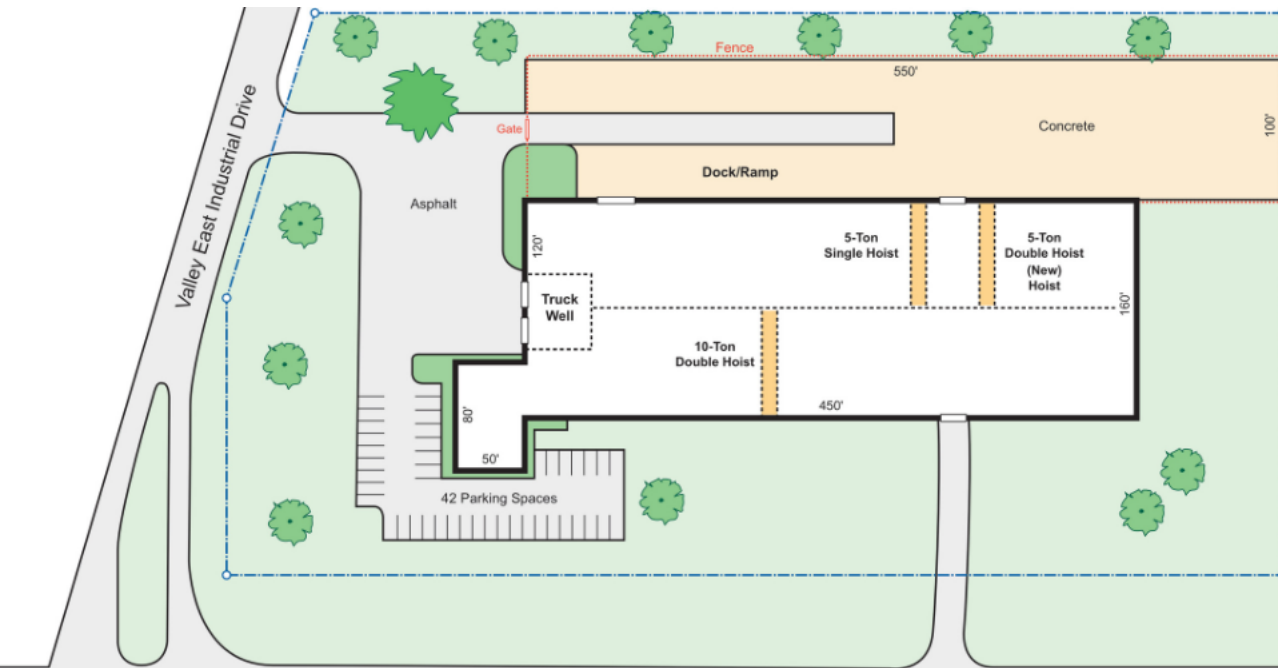 Fence
550'
Valley East Industrial Drive
Gate
Concrete
100'
Dock/Ramp
Asphalt
120'
5-Ton
Single Hoist
5-Ton
Double Hoist
(New)
Hoist
Truck
Well
160'
10-Ton
Double Hoist
80'
450'
50'
42 Parking Spaces